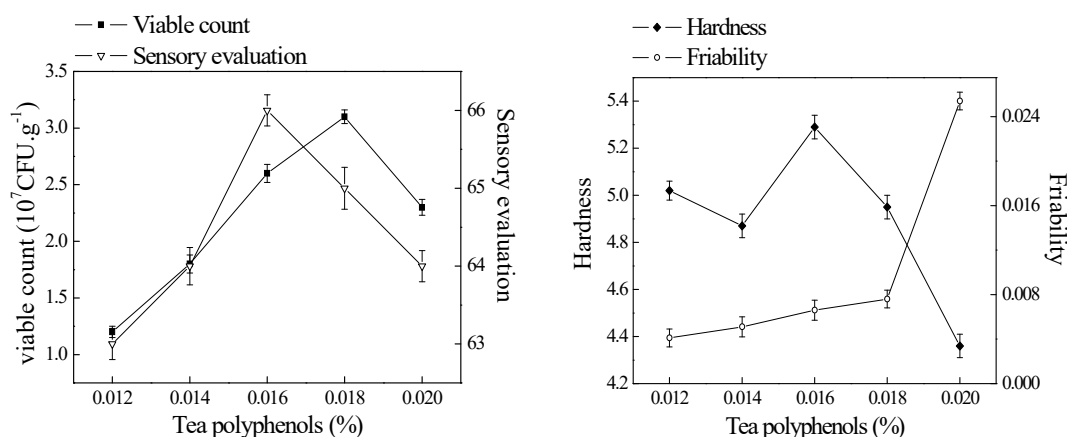 Viable count
Sensory evaluation
3.5
3.0
2.5
2.0
1.5
1.0
viable count (10⁷CFU.g⁻¹)
66
65
64
63
Sensory evaluation
0.012 0.014 0.016 0.018 0.020
Tea polyphenols (%)
Hardness
Friability
5.4
5.2
5.0
4.8
4.6
4.4
4.2
Hardness
0.024
0.016
0.008
0.000
Friability
0.012 0.014 0.016 0.018 0.020
Tea polyphenols (%)